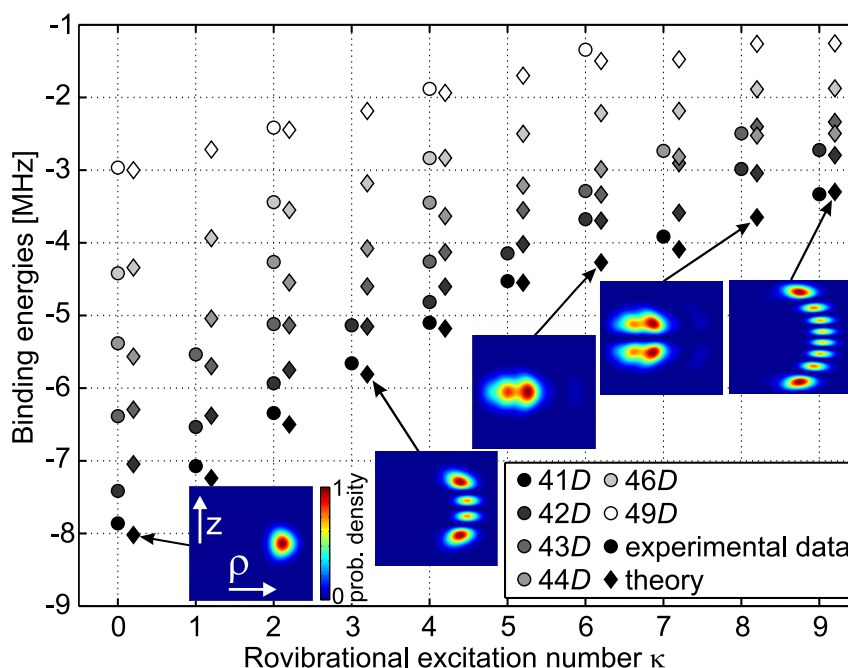 -1
-2
-3
-4
-5
-6
-7
-8
-9
Binding energies [MHz]
0 1 2 3 4 5 6 7 8 9
Rovibrational excitation number κ
z
ρ
1
0
prob. density
41D 46D
42D 49D
43D experimental data
44D theory